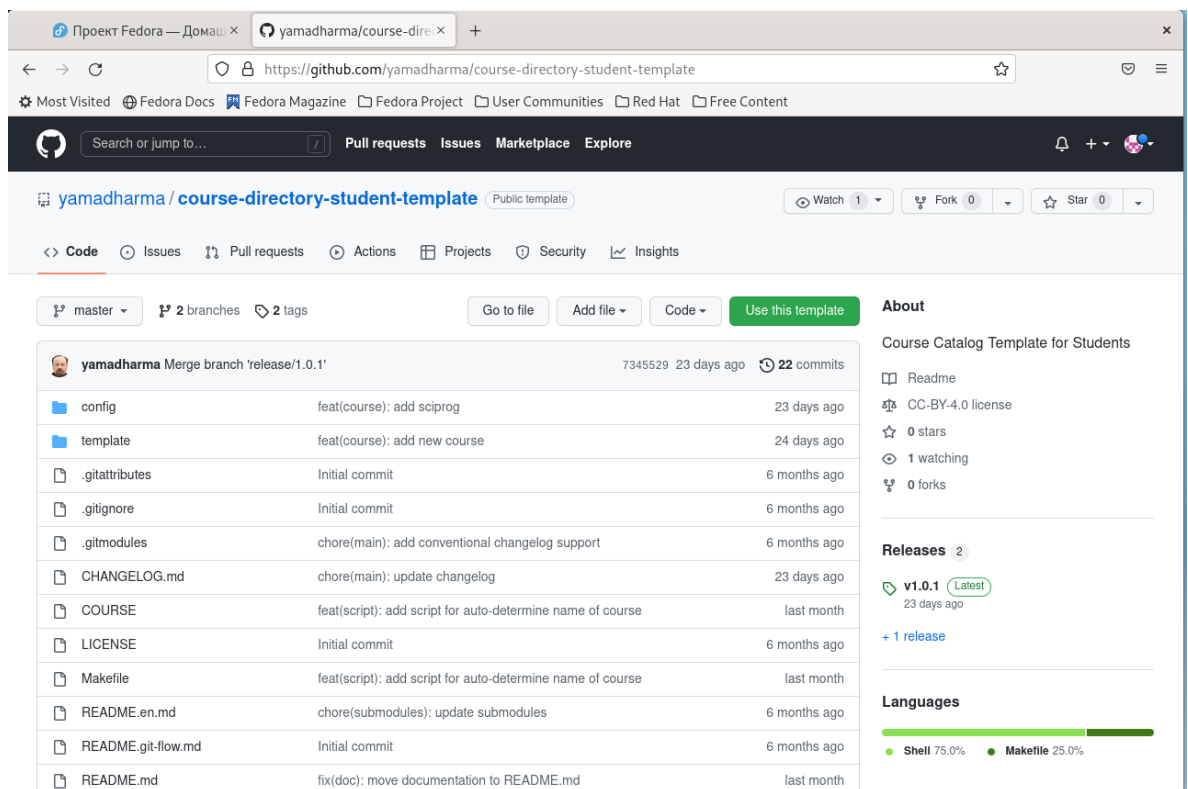 Проект Fedora — Домаш × yamadharma/course-dire × +
https://github.com/yamadharma/course-directory-student-template
Most Visited Fedora Docs Fedora Magazine Fedora Project User Communities Red Hat Free Content
Search or jump to... / Pull requests Issues Marketplace Explore
yamadharma / course-directory-student-template Public template Watch 1 Fork 0 Star 0
Code Issues Pull requests Actions Projects Security Insights
master 2 branches 2 tags Go to file Add file Code Use this template
About
Course Catalog Template for Students
yamadharma Merge branch 'release/1.0.1' 7345529 23 days ago 22 commits
Readme
config feat(course): add sciprog 23 days ago
CC-BY-4.0 license
0 stars
template feat(course): add new course 24 days ago
1 watching
.gitattributes Initial commit 6 months ago
0 forks
.gitignore Initial commit 6 months ago
.gitmodules chore(main): add conventional changelog support 6 months ago
Releases 2
CHANGELOG.md chore(main): update changelog 23 days ago
v1.0.1 Latest
23 days ago
COURSE feat(script): add script for auto-determine name of course last month
+ 1 release
LICENSE Initial commit 6 months ago
Makefile feat(script): add script for auto-determine name of course last month
Languages
README.en.md chore(submodules): update submodules 6 months ago
README.git-flow.md Initial commit 6 months ago
Shell 75.0% Makefile 25.0%
README.md fix(doc): move documentation to README.md last month